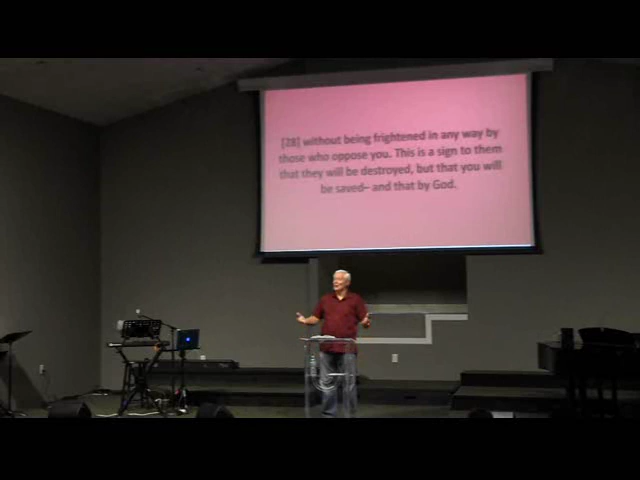 [28] without being frightened in any way by
those who oppose you. This is a sign to them
that they will be destroyed, but that you will
be saved– and that by God.